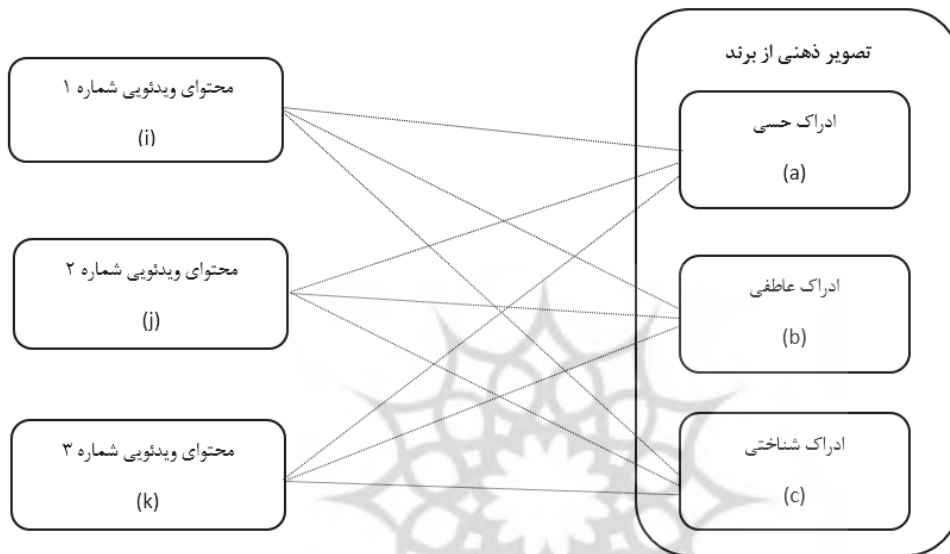 تصویر ذهنی از برند
ادراک حسی
(a)
ادراک عاطفی
(b)
ادراک شناختی
(c)
محتوای ویدئویی شماره ۱
(i)
محتوای ویدئویی شماره ۲
(j)
محتوای ویدئویی شماره ۳
(k)